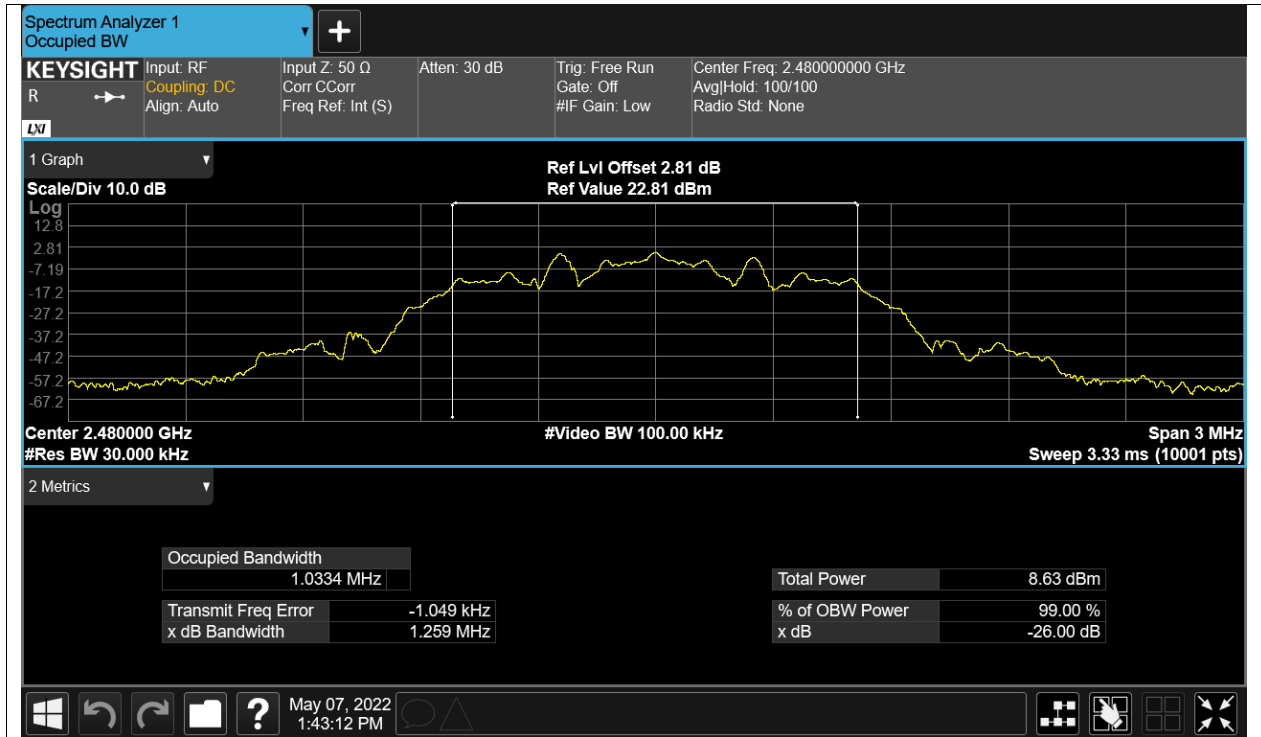 Spectrum Analyzer 1
Occupied BW
▼
+
KEYSIGHT
R
LXI
Input: RF
Coupling: DC
Align: Auto
Input Z: 50 Ω
Corr CCorr
Freq Ref: Int (S)
Atten: 30 dB
Trig: Free Run
Gate: Off
#IF Gain: Low
Center Freq: 2.480000000 GHz
Avg|Hold: 100/100
Radio Std: None
1 Graph ▼
Scale/Div 10.0 dB
Ref Lvl Offset 2.81 dB
Ref Value 22.81 dBm
Log
12.8
2.81
-7.19
-17.2
-27.2
-37.2
-47.2
-57.2
-67.2
Center 2.480000 GHz
#Res BW 30.000 kHz
#Video BW 100.00 kHz
Span 3 MHz
Sweep 3.33 ms (10001 pts)
2 Metrics ▼
Occupied Bandwidth
1.0334 MHz
Transmit Freq Error -1.049 kHz
x dB Bandwidth 1.259 MHz
Total Power 8.63 dBm
% of OBW Power 99.00 %
x dB -26.00 dB
?
May 07, 2022
1:43:12 PM